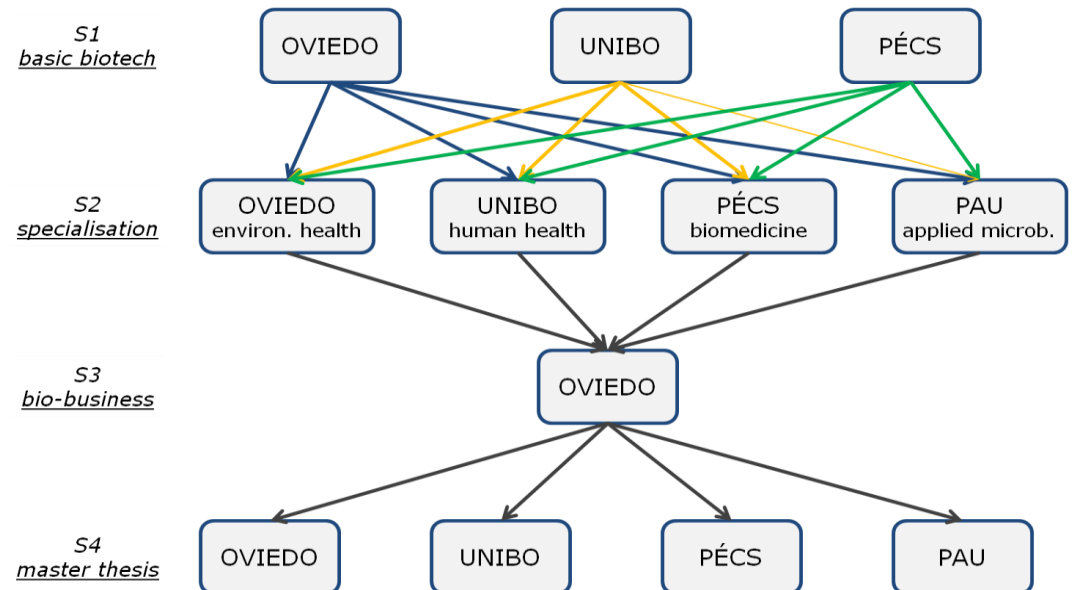 S1
basic biotech
OVIEDO
UNIBO
PÉCS
S2
specialisation
OVIEDO
environ. health
UNIBO
human health
PÉCS
biomedicine
PAU
applied microb.
S3
bio-business
OVIEDO
S4
master thesis
OVIEDO
UNIBO
PÉCS
PAU